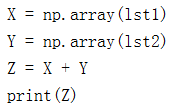 X = np.array(lst1)
Y = np.array(lst2)
Z = X + Y
print(Z)